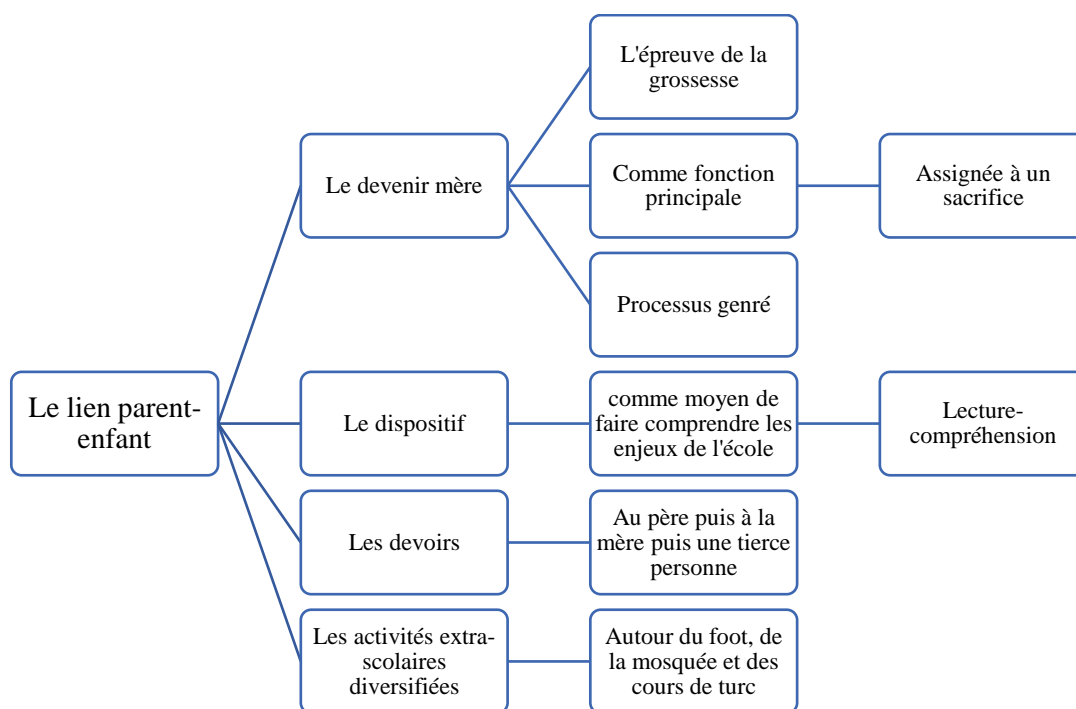 L'épreuve de la
grossesse
Le devenir mère
Comme fonction
principale
Assignée à un
sacrifice
Processus genré
Le lien parent-
enfant
Le dispositif
comme moyen de
faire comprendre les
enjeux de l'école
Lecture-
compréhension
Les devoirs
Au père puis à la
mère puis une tierce
personne
Les activités extra-
scolaires
diversifiées
Autour du foot, de
la mosquée et des
cours de turc